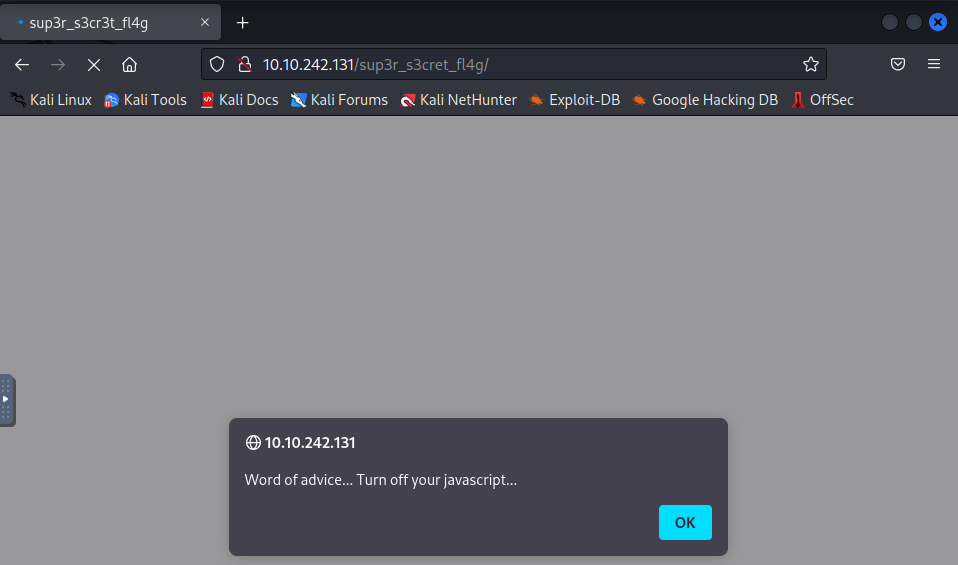 sup3r_s3cr3t_fl4g
10.10.242.131/sup3r_s3cret_fl4g/
Kali Linux Kali Tools Kali Docs Kali Forums Kali NetHunter Exploit-DB Google Hacking DB OffSec
10.10.242.131
Word of advice... Turn off your javascript...
OK